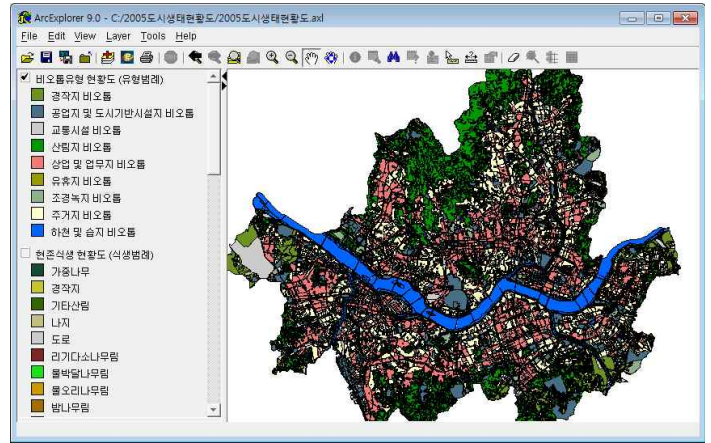 ArcExplorer 9.0 - C:/2005도시생태현황도/2005도시생태현황도.axl
File Edit View Layer Tools Help
비오톱유형 현황도 (유형범례)
경작지 비오톱
공업지 및 도시기반시설지 비오톱
교통시설 비오톱
산림지 비오톱
상업 및 업무지 비오톱
유휴지 비오톱
조경녹지 비오톱
주거지 비오톱
하천 및 습지 비오톱
현존식생 현황도 (식생범례)
가중나무
경작지
기타산림
나지
도로
리기다소나무림
물박달나무림
물오리나무림
밤나무림